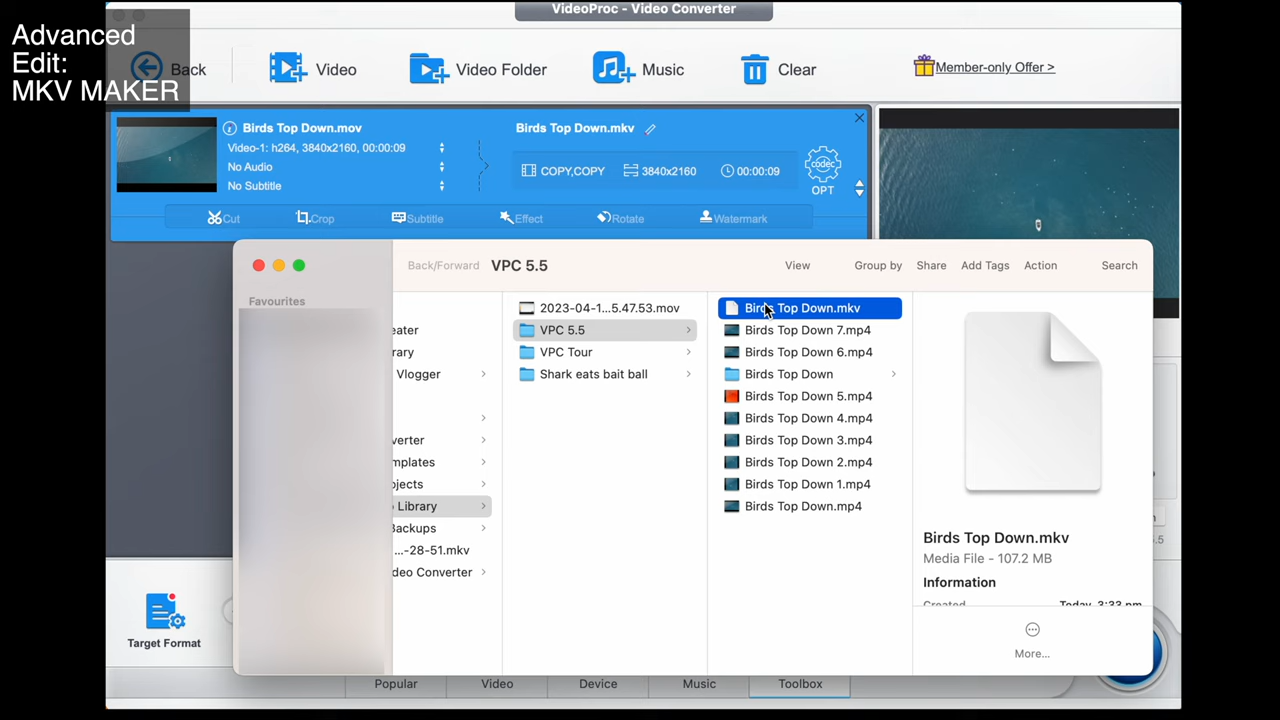 VideoProc - Video Converter
Advanced
Edit:
MKV MAKER
Back
Video
Video Folder
Music
Clear
Member-only Offer >
Birds Top Down.mov
Video-1: h264, 3840x2160, 00:00:09
No Audio
No Subtitle
Birds Top Down.mkv
COPY,COPY
3840x2160
00:00:09
codec
OPT
Cut
Crop
Subtitle
Effect
Rotate
Watermark
Back/Forward
VPC 5.5
View
Group by
Share
Add Tags
Action
Search
Favourites
eater
rary
Vlogger
verter
mplates
ojects
Library
Backups
...-28-51.mkv
deo Converter
2023-04-1...5.47.53.mov
VPC 5.5
VPC Tour
Shark eats bait ball
Birds Top Down.mkv
Birds Top Down 7.mp4
Birds Top Down 6.mp4
Birds Top Down
Birds Top Down 5.mp4
Birds Top Down 4.mp4
Birds Top Down 3.mp4
Birds Top Down 2.mp4
Birds Top Down 1.mp4
Birds Top Down.mp4
Birds Top Down.mkv
Media File - 107.2 MB
Information
Created
Today, 3:33 pm
More...
Target Format
Popular
Video
Device
Music
Toolbox